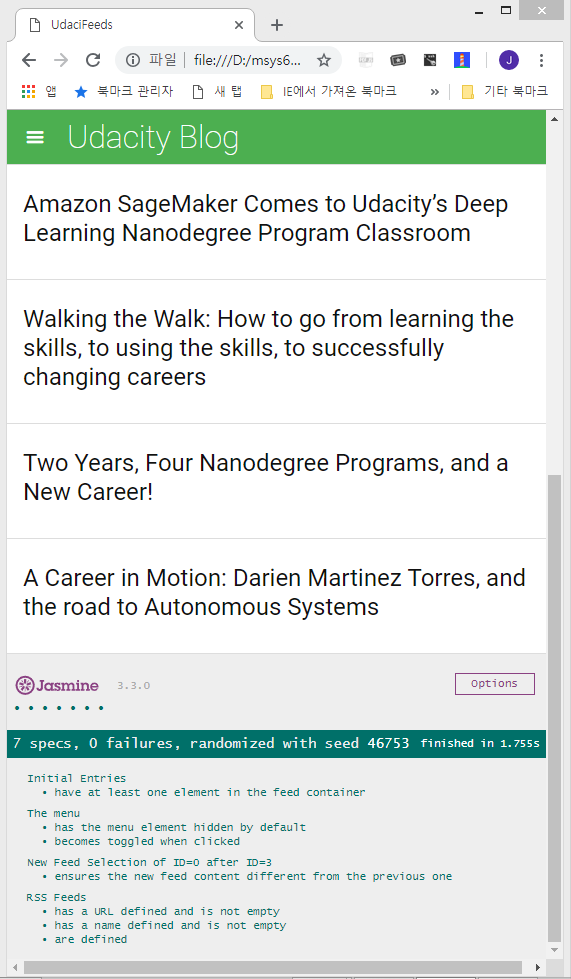 UdaciFeeds
파일 file:///D:/msys6...
J
앱 북마크 관리자 새 탭 IE에서 가져온 북마크 » 기타 북마크
Udacity Blog
Amazon SageMaker Comes to Udacity’s Deep
Learning Nanodegree Program Classroom
Walking the Walk: How to go from learning the
skills, to using the skills, to successfully
changing careers
Two Years, Four Nanodegree Programs, and a
New Career!
A Career in Motion: Darien Martinez Torres, and
the road to Autonomous Systems
Jasmine 3.3.0 Options
• • • • • • •
7 specs, 0 failures, randomized with seed 46753 finished in 1.755s
Initial Entries
• have at least one element in the feed container
The menu
• has the menu element hidden by default
• becomes toggled when clicked
New Feed Selection of ID=0 after ID=3
• ensures the new feed content different from the previous one
RSS Feeds
• has a URL defined and is not empty
• has a name defined and is not empty
• are defined